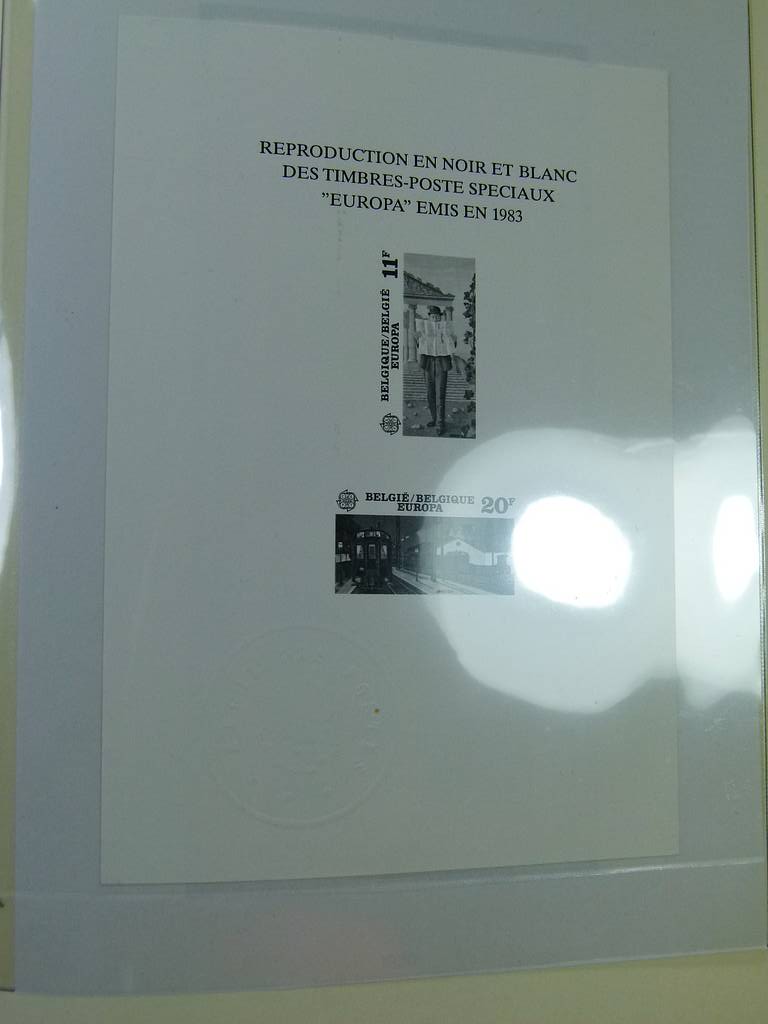 REPRODUCTION EN NOIR ET BLANC
DES TIMBRES-POSTE SPECIAUX
”EUROPA” EMIS EN 1983
BELGIQUE/BELGIË 11F
EUROPA
BELGIË/BELGIQUE 20F
EUROPA